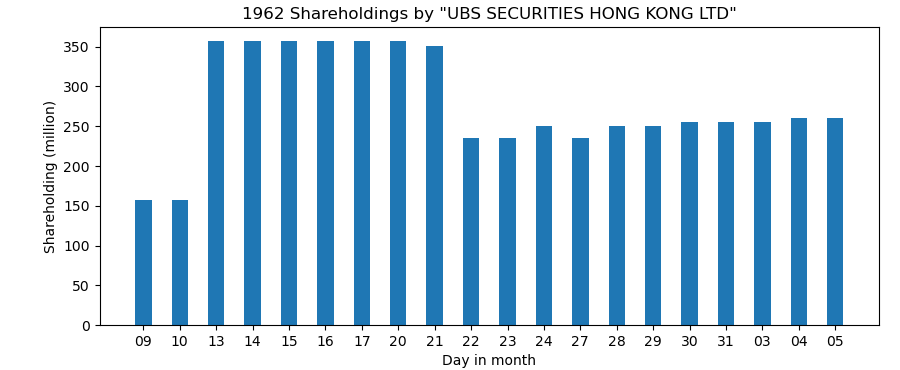 1962 Shareholdings by "UBS SECURITIES HONG KONG LTD"
Shareholding (million)
350
300
250
200
150
100
50
0
09 10 13 14 15 16 17 20 21 22 23 24 27 28 29 30 31 03 04 05
Day in month